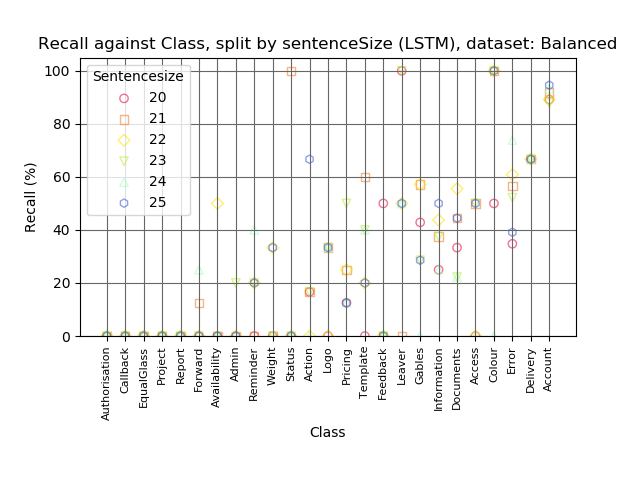 Recall against Class, split by sentenceSize (LSTM), dataset: Balanced
Recall (%)
100
80
60
40
20
0
Sentencesize
20
21
22
23
24
25
Authorisation
Callback
EqualGlass
Project
Report
Forward
Availability
Admin
Reminder
Weight
Status
Action
Logo
Pricing
Template
Feedback
Leaver
Gables
Information
Documents
Access
Colour
Error
Delivery
Account
Class